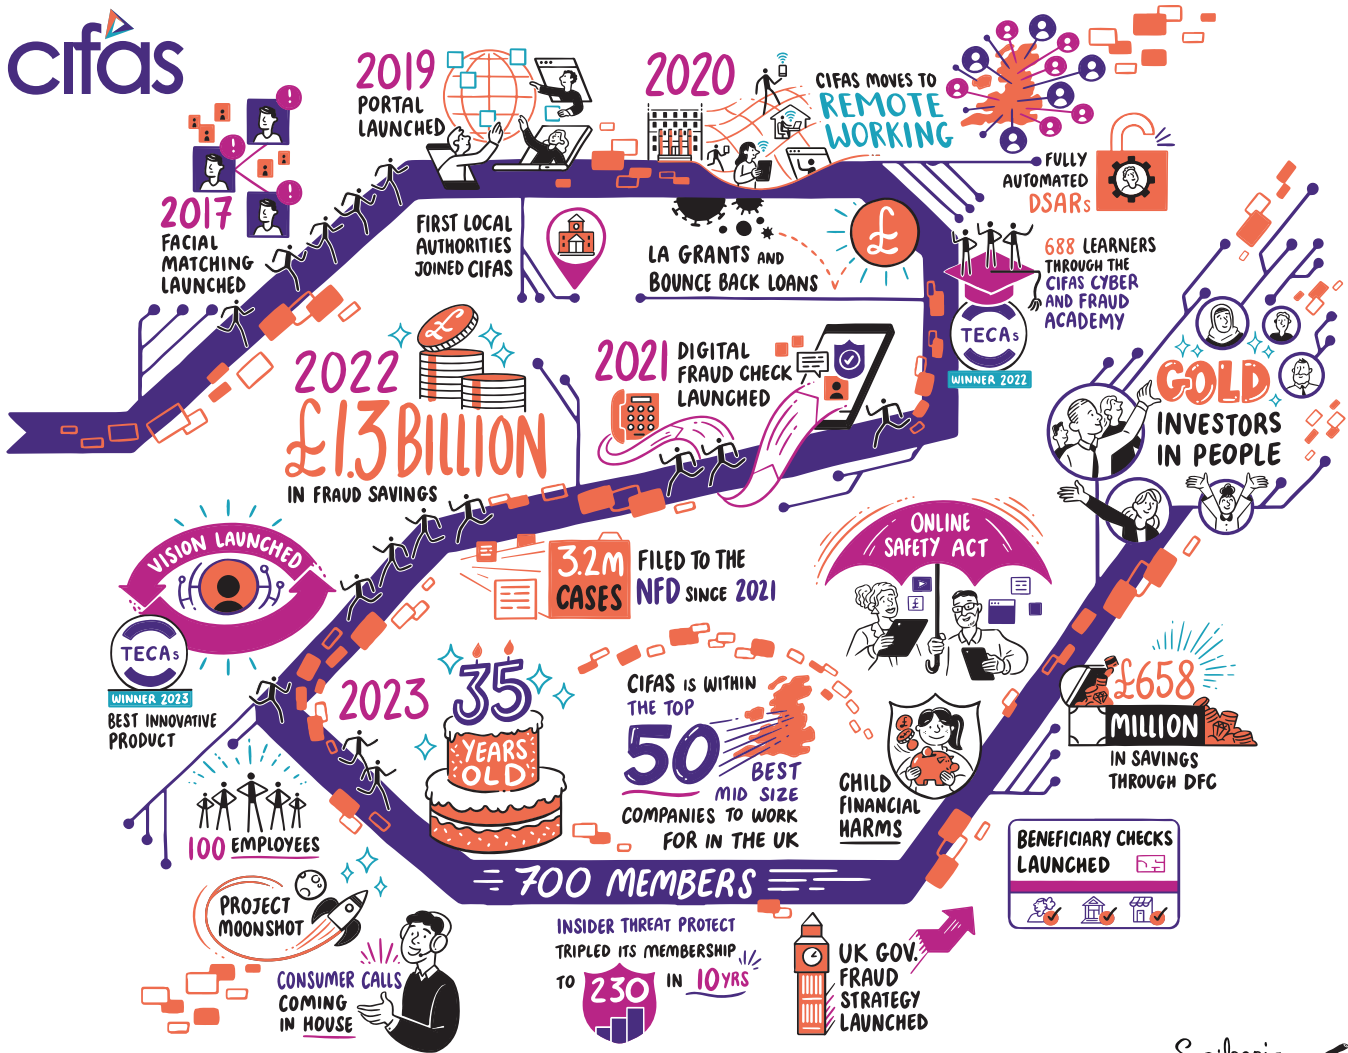 cifas
2017
FACIAL
MATCHING
LAUNCHED
2019
PORTAL
LAUNCHED
FIRST LOCAL
AUTHORITIES
JOINED CIFAS
2020
CIFAS MOVES TO
REMOTE
WORKING
LA GRANTS AND
BOUNCE BACK LOANS
£
FULLY
AUTOMATED
DSARs
688 LEARNERS
THROUGH THE
CIFAS CYBER
AND FRAUD
ACADEMY
TECAs
WINNER 2022
2021
DIGITAL
FRAUD CHECK
LAUNCHED
2022
£1.3 BILLION
IN FRAUD SAVINGS
£
3.2M
CASES
FILED TO THE
NFD SINCE 2021
VISION LAUNCHED
TECAs
WINNER 2023
BEST INNOVATIVE
PRODUCT
2023
35
YEARS
OLD
100 EMPLOYEES
PROJECT
MOONSHOT
CONSUMER CALLS
COMING
IN HOUSE
CIFAS IS WITHIN
THE TOP
50
BEST
MID SIZE
COMPANIES TO WORK
FOR IN THE UK
700 MEMBERS
INSIDER THREAT PROTECT
TRIPLED ITS MEMBERSHIP
TO 230 IN 10 YRS
UK GOV.
FRAUD
STRATEGY
LAUNCHED
ONLINE
SAFETY ACT
£
CHILD
FINANCIAL
HARMS
£
BENEFICIARY CHECKS
LAUNCHED
£658
MILLION
IN SAVINGS
THROUGH DFC
GOLD
INVESTORS
IN PEOPLE